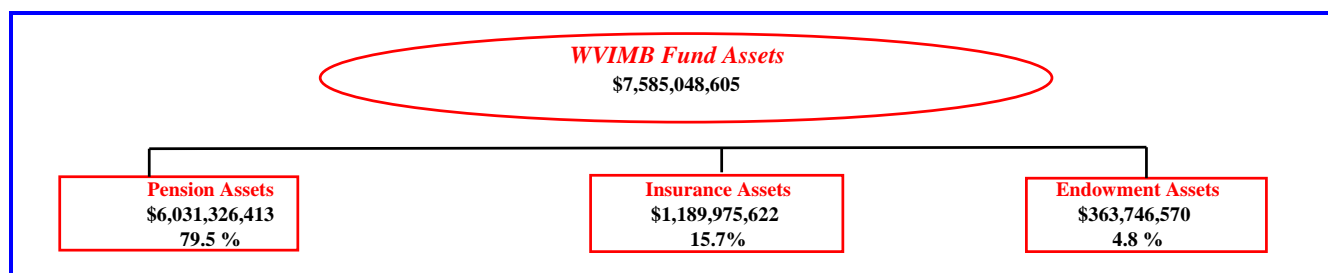 WVIMB Fund Assets
$7,585,048,605
Pension Assets
$6,031,326,413
79.5 %
Insurance Assets
$1,189,975,622
15.7%
Endowment Assets
$363,746,570
4.8 %